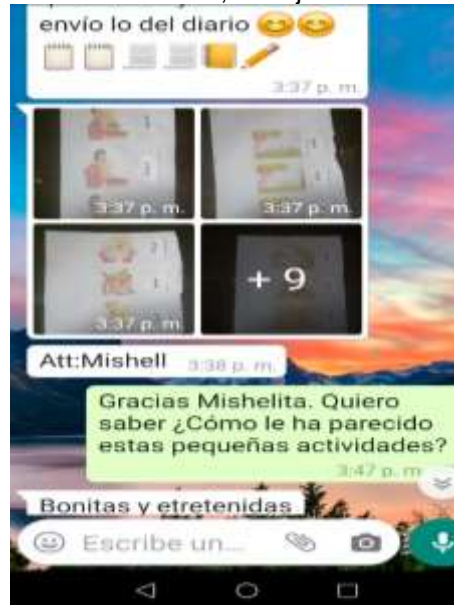 envío lo del diario 😊😊
3:37 p. m.
3:37 p. m.
3:37 p. m.
3:37 p. m.
+ 9
Att:Mishell 3:38 p. m.
Gracias Mishelita. Quiero
saber ¿Cómo le ha parecido
estas pequeñas actividades?
3:47 p. m
Bonitas y etretenidas
Escribe un...